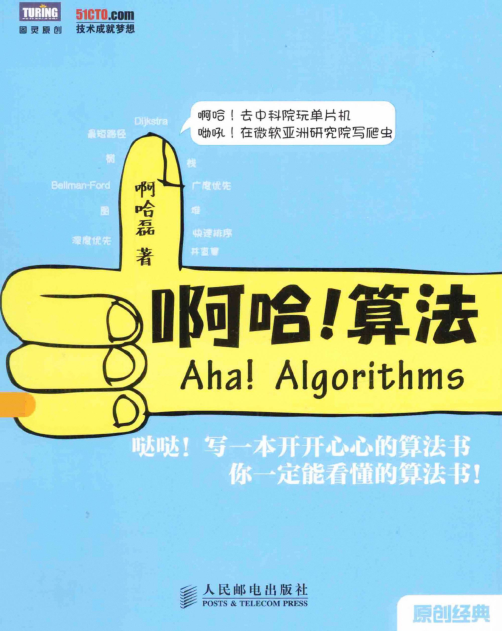 TURING
图灵原创
51CTO.com
技术成就梦想
啊哈！去中科院玩单片机
呦吼！在微软亚洲研究院写爬虫
Dijkstra
最短路径
树
栈
Bellman-Ford
广度优先
图
堆
深度优先
快速排序
并查集
啊哈磊 著
啊哈!算法
Aha! Algorithms
哒哒！写一本开开心心的算法书
你一定能看懂的算法书！
人民邮电出版社
POSTS & TELECOM PRESS
原创经典